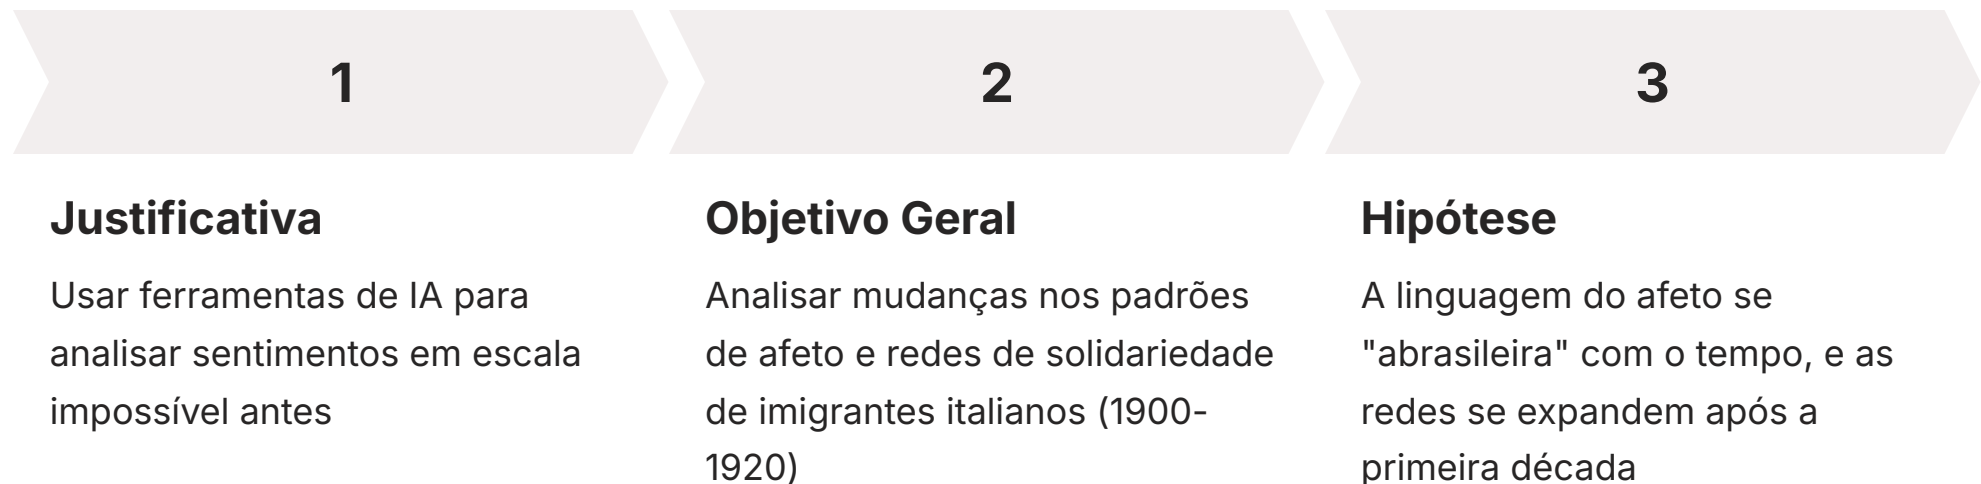 1
Justificativa
Usar ferramentas de IA para
analisar sentimentos em escala
impossível antes
2
Objetivo Geral
Analisar mudanças nos padrões
de afeto e redes de solidariedade
de imigrantes italianos (1900-
1920)
3
Hipótese
A linguagem do afeto se
"abrasileira" com o tempo, e as
redes se expandem após a
primeira década